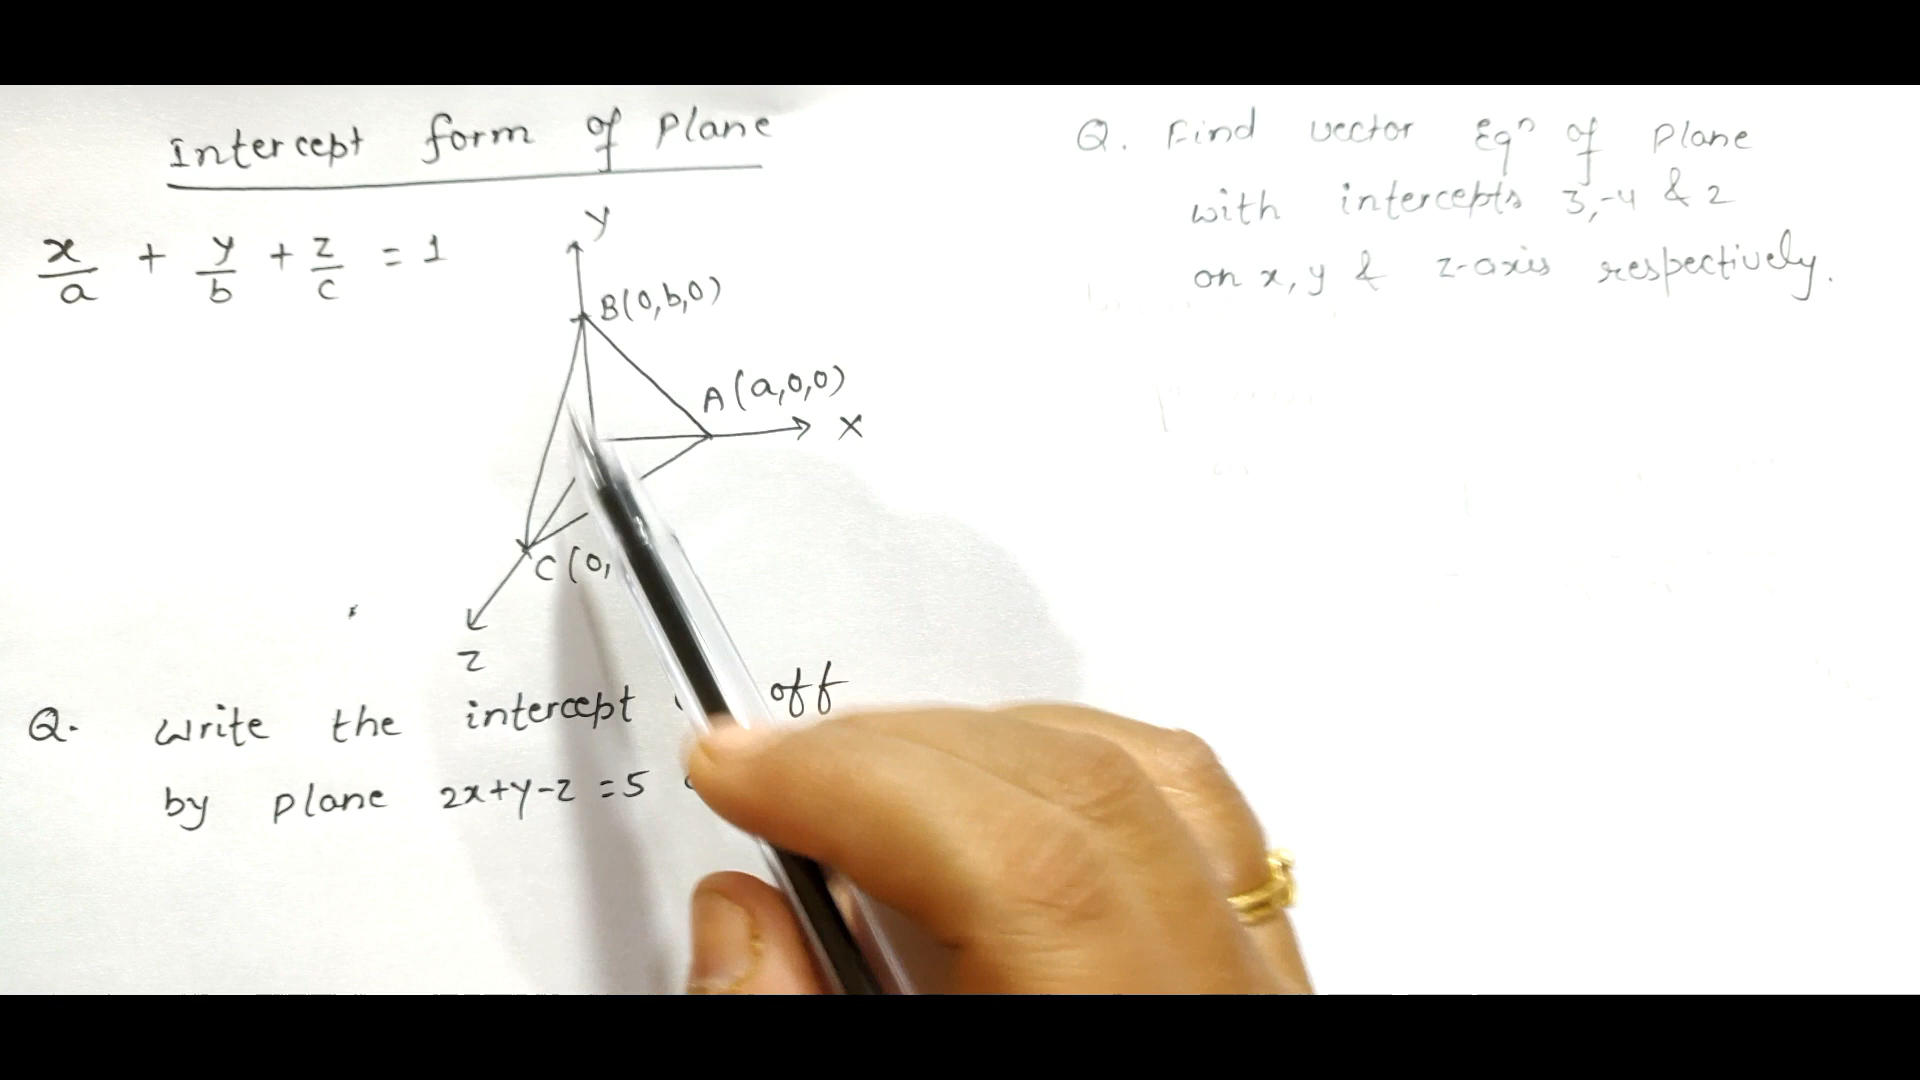 Intercept form of plane
x/a + y/b + z/c = 1
y
B(0,b,0)
A(a,0,0)
X
C(0,
Z
Q. write the intercept off
by plane 2x+y-z=5
Q. Find vector Eqⁿ of Plane
with intercepts 3,-4 & 2
on x, y & z-axis respectively.